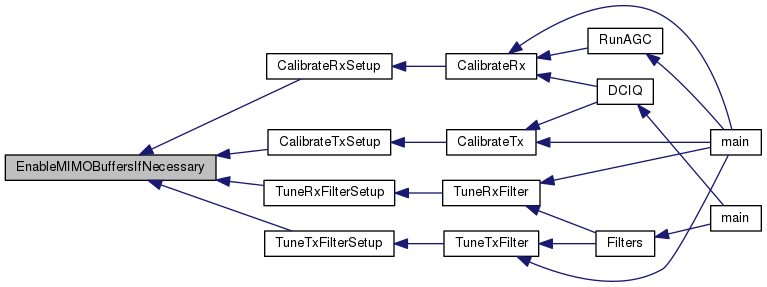 RunAGC
CalibrateRxSetup
CalibrateRx
DCIQ
CalibrateTxSetup
CalibrateTx
main
EnableMIMOBuffersIfNecessary
TuneRxFilterSetup
TuneRxFilter
main
TuneTxFilterSetup
TuneTxFilter
Filters